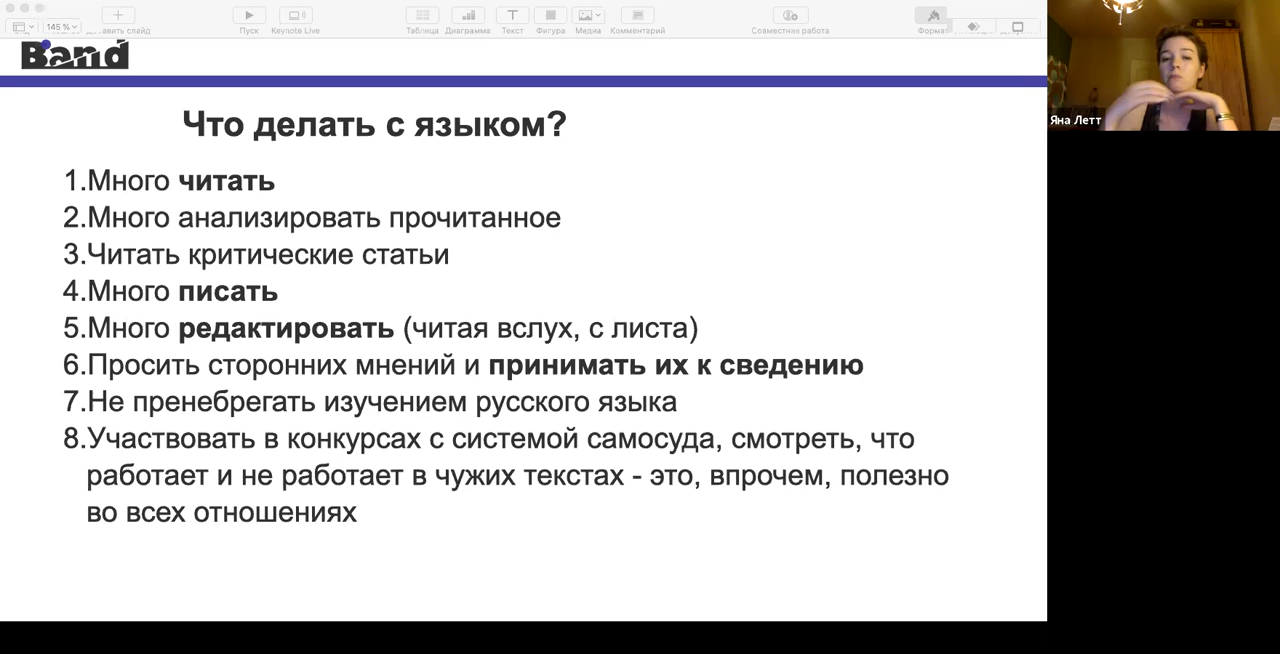 145 %
Добавить слайд
Пуск
Keynote Live
Таблица
Диаграмма
Текст
Фигура
Медиа
Комментарий
Совместная работа
Формат
Band
Яна Летт
Что делать с языком?
1.Много читать
2.Много анализировать прочитанное
3.Читать критические статьи
4.Много писать
5.Много редактировать (читая вслух, с листа)
6.Просить сторонних мнений и принимать их к сведению
7.Не пренебрегать изучением русского языка
8.Участвовать в конкурсах с системой самосуда, смотреть, что
работает и не работает в чужих текстах - это, впрочем, полезно
во всех отношениях